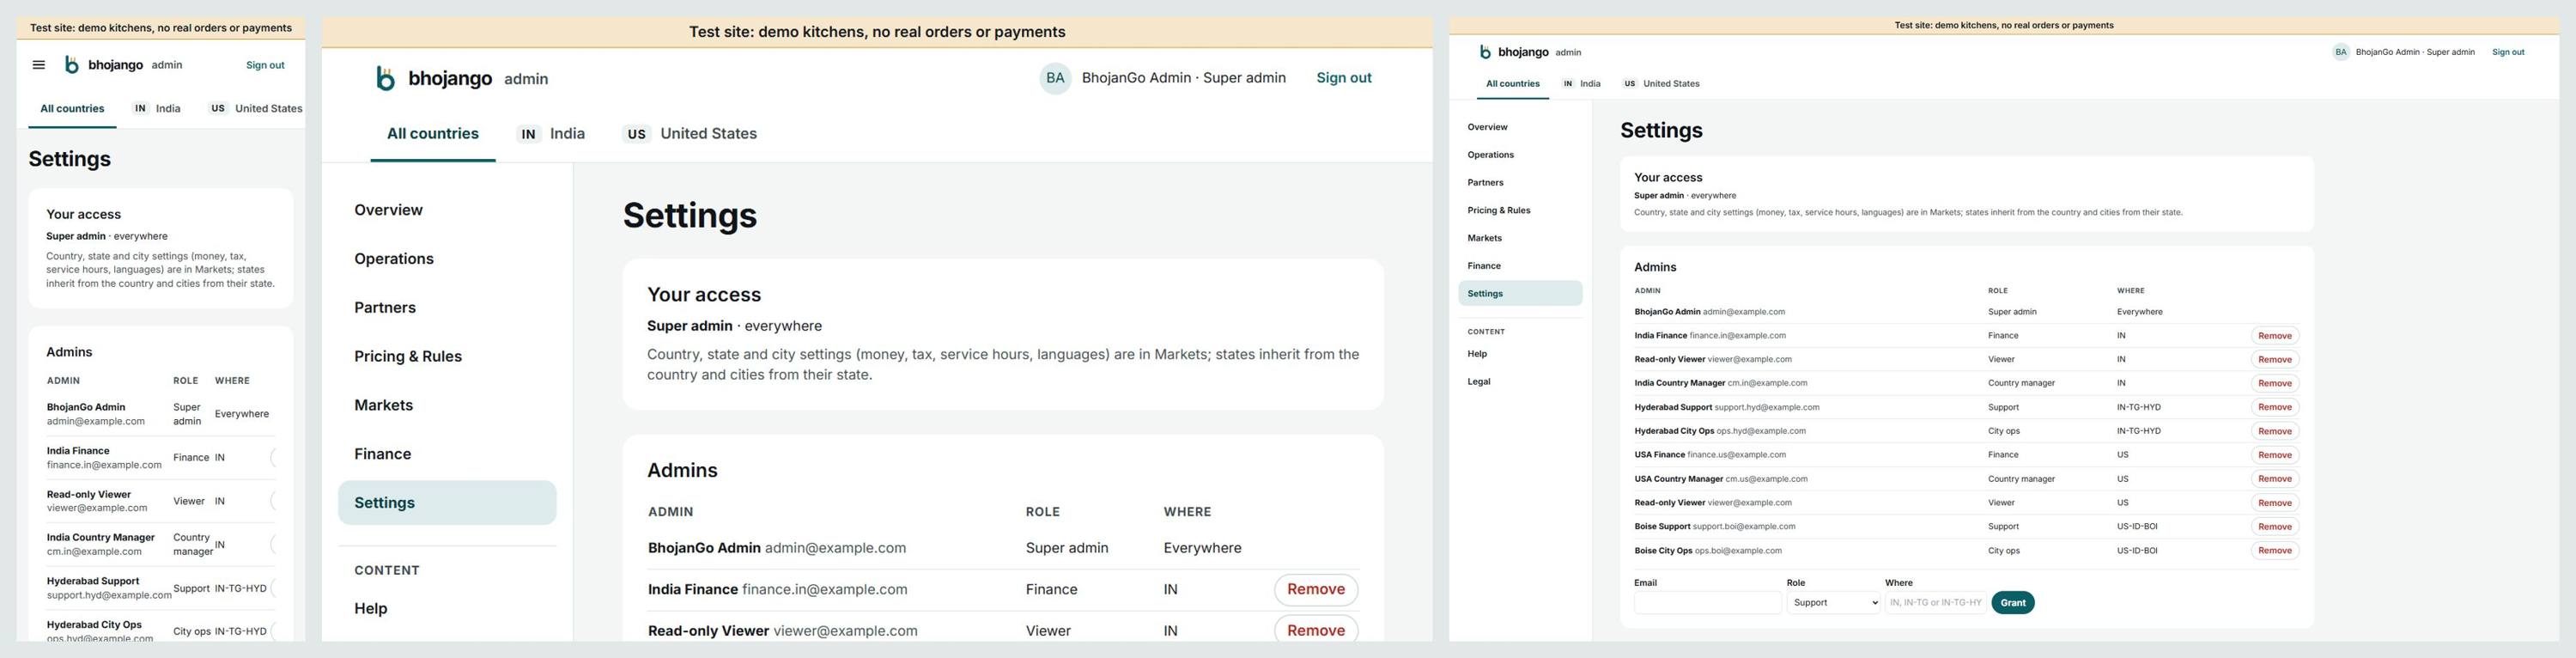 Test site: demo kitchens, no real orders or payments
bhojango admin Sign out
All countries IN India US United States
Settings
Your access
Super admin · everywhere
Country, state and city settings (money, tax,
service hours, languages) are in Markets; states
inherit from the country and cities from their state.
Admins
ADMIN ROLE WHERE
BhojanGo Admin
admin@example.com
Super admin
Everywhere
India Finance
finance.in@example.com
Finance IN
Read-only Viewer
viewer@example.com
Viewer IN
India Country Manager
cm.in@example.com
Country manager
IN
Hyderabad Support
support.hyd@example.com
Support IN-TG-HYD
Hyderabad City Ops
ops.hyd@example.com
City ops IN-TG-HYD
Test site: demo kitchens, no real orders or payments
bhojango admin BA BhojanGo Admin · Super admin Sign out
All countries IN India US United States
Overview
Operations
Partners
Pricing & Rules
Markets
Finance
Settings
CONTENT
Help
Settings
Your access
Super admin · everywhere
Country, state and city settings (money, tax, service hours, languages) are in Markets; states inherit from the
country and cities from their state.
Admins
ADMIN ROLE WHERE
BhojanGo Admin admin@example.com Super admin Everywhere
India Finance finance.in@example.com Finance IN Remove
Read-only Viewer viewer@example.com Viewer IN Remove
Test site: demo kitchens, no real orders or payments
bhojango admin BA BhojanGo Admin · Super admin Sign out
All countries IN India US United States
Overview
Operations
Partners
Pricing & Rules
Markets
Finance
Settings
CONTENT
Help
Legal
Settings
Your access
Super admin · everywhere
Country, state and city settings (money, tax, service hours, languages) are in Markets; states inherit from the country and cities from their state.
Admins
ADMIN ROLE WHERE
BhojanGo Admin admin@example.com Super admin Everywhere
India Finance finance.in@example.com Finance IN Remove
Read-only Viewer viewer@example.com Viewer IN Remove
India Country Manager cm.in@example.com Country manager IN Remove
Hyderabad Support support.hyd@example.com Support IN-TG-HYD Remove
Hyderabad City Ops ops.hyd@example.com City ops IN-TG-HYD Remove
USA Finance finance.us@example.com Finance US Remove
USA Country Manager cm.us@example.com Country manager US Remove
Read-only Viewer viewer@example.com Viewer US Remove
Boise Support support.boi@example.com Support US-ID-BOI Remove
Boise City Ops ops.boi@example.com City ops US-ID-BOI Remove
Email Role Where
Support IN, IN-TG or IN-TG-HY Grant